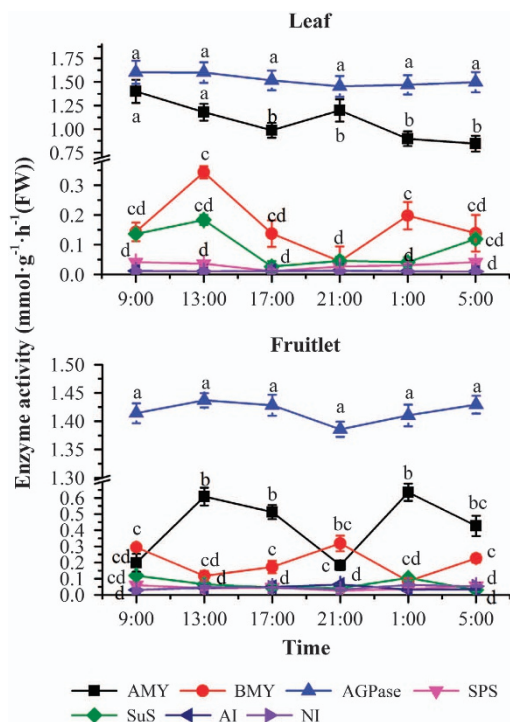 Leaf
Enzyme activity (mmol·g⁻¹·h⁻¹(FW))
1.75
1.50
1.25
1.00
0.75
0.3
0.2
0.1
0.0
a a a a a a
a a b b b b
cd c cd c
cd cd d d d cd
d d d d d d
9:00 13:00 17:00 21:00 1:00 5:00
Fruitlet
1.50
1.45
1.40
1.35
1.30
0.6
0.5
0.4
0.3
0.2
0.1
0.0
a a a a a a
b b bc b bc
c c c c
cd d d d cd d
cd d
d
9:00 13:00 17:00 21:00 1:00 5:00
Time
AMY BMY AGPase SPS
SuS AI NI